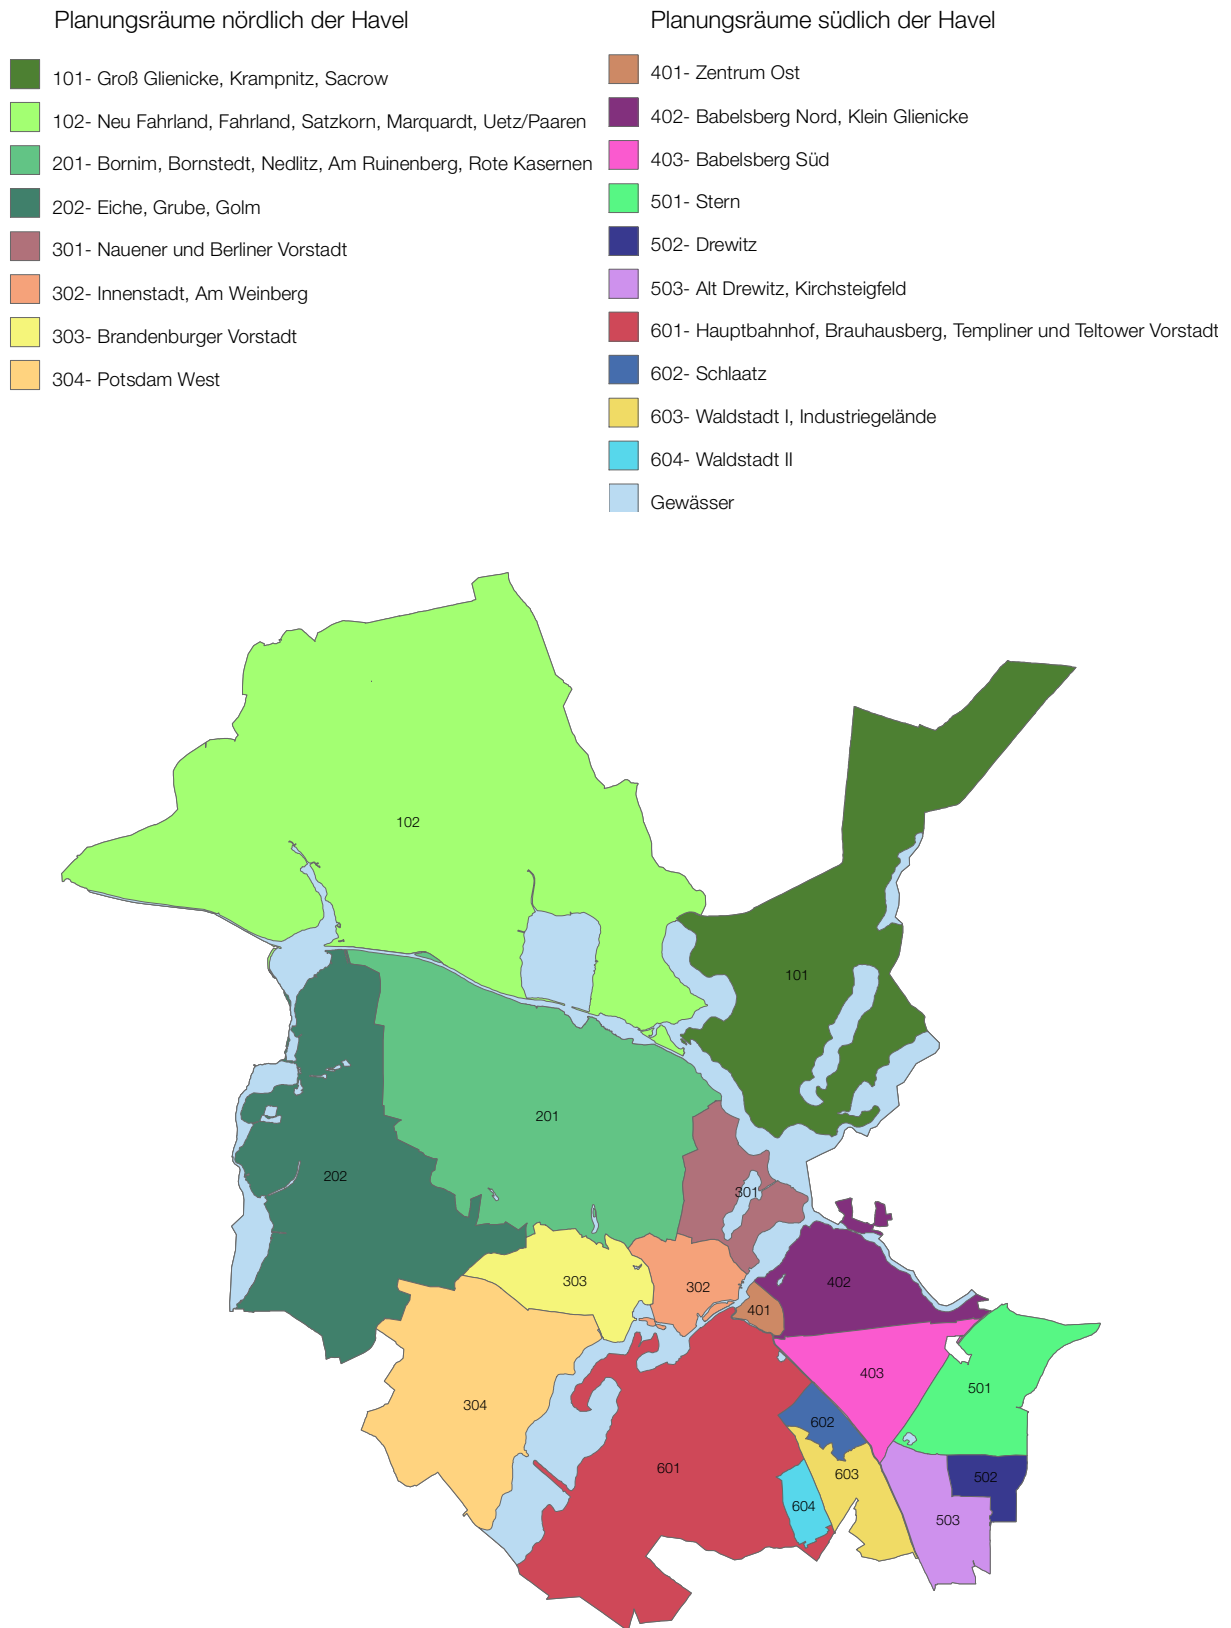 Planungsräume nördlich der Havel
101- Groß Glienicke, Krampnitz, Sacrow
102- Neu Fahrland, Fahrland, Satzkorn, Marquardt, Uetz/Paaren
201- Bornim, Bornstedt, Nedlitz, Am Ruinenberg, Rote Kasernen
202- Eiche, Grube, Golm
301- Nauener und Berliner Vorstadt
302- Innenstadt, Am Weinberg
303- Brandenburger Vorstadt
304- Potsdam West
Planungsräume südlich der Havel
401- Zentrum Ost
402- Babelsberg Nord, Klein Glienicke
403- Babelsberg Süd
501- Stern
502- Drewitz
503- Alt Drewitz, Kirchsteigfeld
601- Hauptbahnhof, Brauhausberg, Templiner und Teltower Vorstadt
602- Schlaatz
603- Waldstadt I, Industriegelände
604- Waldstadt II
Gewässer
102
101
201
202
301
303
302
402
401
403
501
304
602
601
603
502
604
503